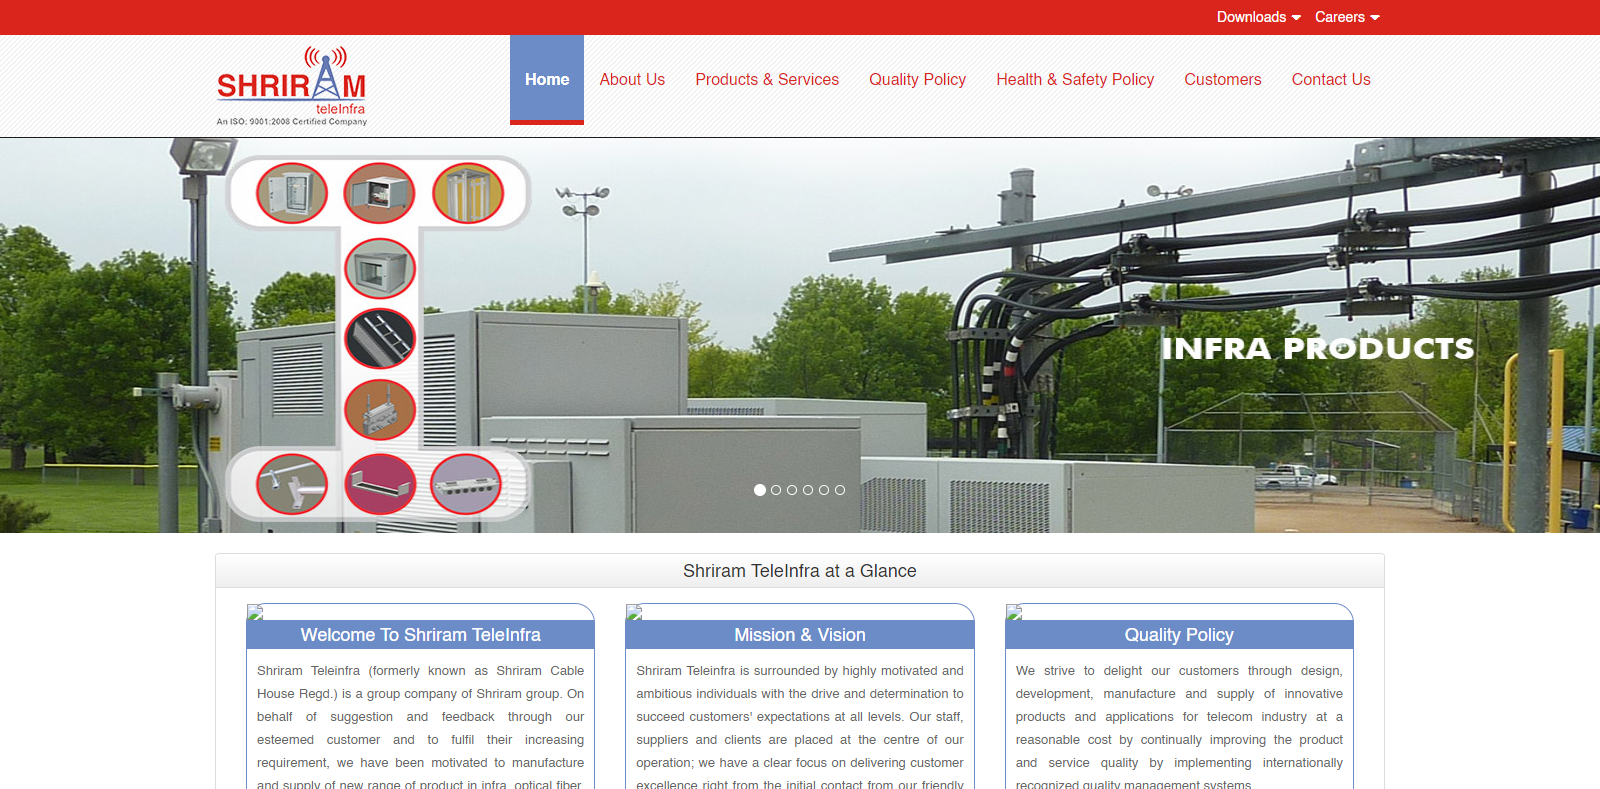 Downloads Careers
SHRIRAM
teleInfra
An ISO: 9001:2008 Certified Company
Home About Us Products & Services Quality Policy Health & Safety Policy Customers Contact Us
INFRA PRODUCTS
Shriram TeleInfra at a Glance
Welcome To Shriram TeleInfra
Shriram Teleinfra (formerly known as Shriram Cable
House Regd.) is a group company of Shriram group. On
behalf of suggestion and feedback through our
esteemed customer and to fulfil their increasing
requirement, we have been motivated to manufacture
and supply of new range of product in infra, optical fiber,
Mission & Vision
Shriram Teleinfra is surrounded by highly motivated and
ambitious individuals with the drive and determination to
succeed customers' expectations at all levels. Our staff,
suppliers and clients are placed at the centre of our
operation; we have a clear focus on delivering customer
excellence right from the initial contact from our friendly
Quality Policy
We strive to delight our customers through design,
development, manufacture and supply of innovative
products and applications for telecom industry at a
reasonable cost by continually improving the product
and service quality by implementing internationally
recognized quality management systems.